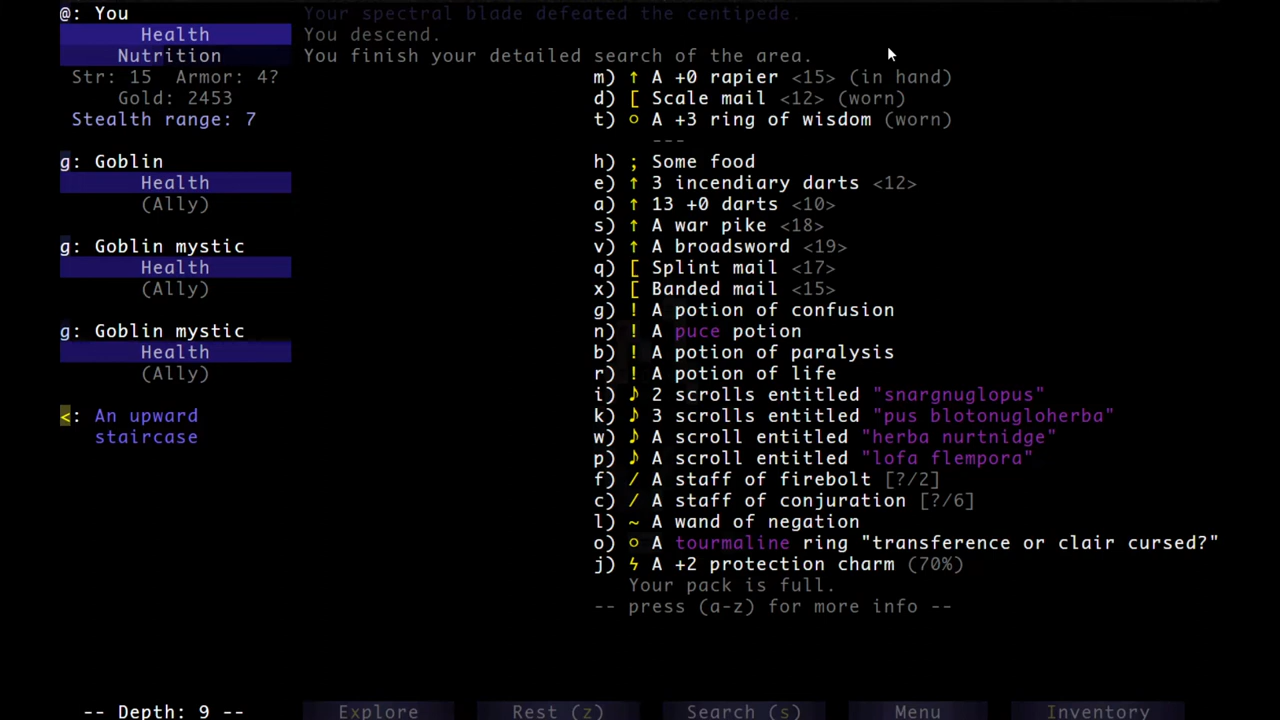 @: You
Your spectral blade defeated the centipede.
Health
You descend.
Nutrition
You finish your detailed search of the area.
Str: 15 Armor: 4?
Gold: 2453
Stealth range: 7
g: Goblin
Health
(Ally)
g: Goblin mystic
Health
(Ally)
g: Goblin mystic
Health
(Ally)
<: An upward
staircase
m) ↑ A +0 rapier <15> (in hand)
d) [ Scale mail <12> (worn)
t) ○ A +3 ring of wisdom (worn)
---
h) ; Some food
e) ↑ 3 incendiary darts <12>
a) ↑ 13 +0 darts <10>
s) ↑ A war pike <18>
v) ↑ A broadsword <19>
q) [ Splint mail <17>
x) [ Banded mail <15>
g) ! A potion of confusion
n) ! A puce potion
b) ! A potion of paralysis
r) ! A potion of life
i) ♪ 2 scrolls entitled "snargnuglopus"
k) ♪ 3 scrolls entitled "pus blotonugloherba"
w) ♪ A scroll entitled "herba nurtnidge"
p) ♪ A scroll entitled "lofa flempora"
f) / A staff of firebolt [?/2]
c) / A staff of conjuration [?/6]
l) ~ A wand of negation
o) ○ A tourmaline ring "transference or clair cursed?"
j) ϟ A +2 protection charm (70%)
Your pack is full.
-- press (a-z) for more info --
-- Depth: 9 --
Explore
Rest (z)
Search (s)
Menu
Inventory